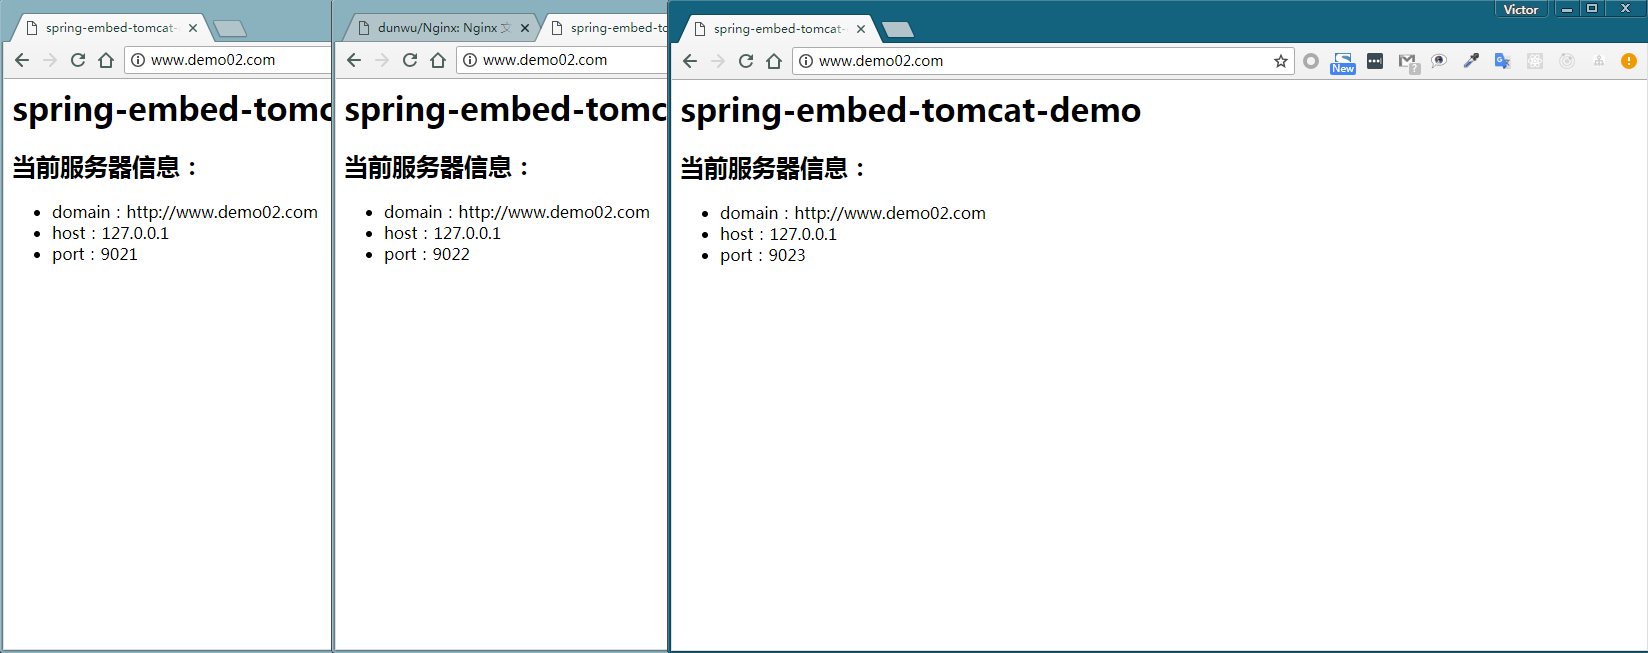 spring-embed-tomcat-
www.demo02.com
spring-embed-tomc
当前服务器信息：
domain：http://www.demo02.com
host：127.0.0.1
port：9021
dunwu/Nginx: Nginx 文
spring-embed-to
www.demo02.com
spring-embed-tomc
当前服务器信息：
domain：http://www.demo02.com
host：127.0.0.1
port：9022
Victor
spring-embed-tomcat-
www.demo02.com
New
spring-embed-tomcat-demo
当前服务器信息：
domain：http://www.demo02.com
host：127.0.0.1
port：9023